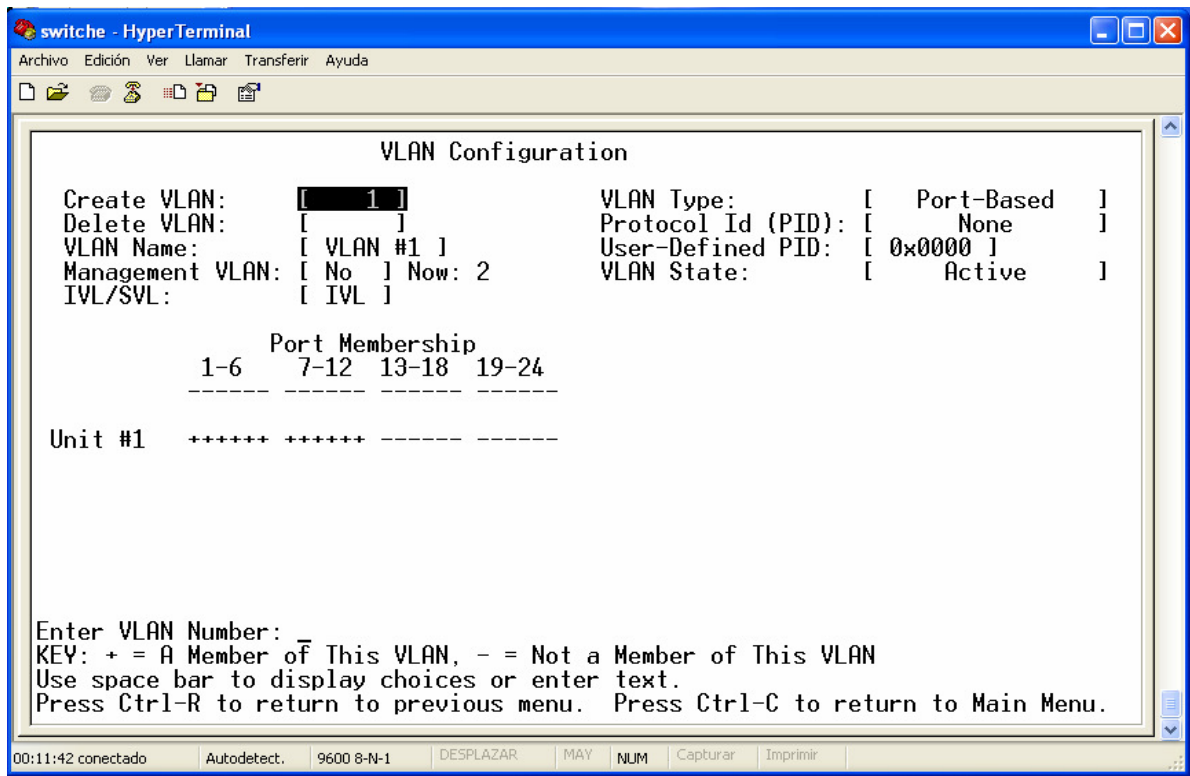 switche - HyperTerminal
Archivo Edición Ver Llamar Transferir Ayuda
VLAN Configuration
Create VLAN: [ 1 ] VLAN Type: [ Port-Based ]
Delete VLAN: [ ] Protocol Id (PID): [ None ]
VLAN Name: [ VLAN #1 ] User-Defined PID: [ 0x0000 ]
Management VLAN: [ No ] Now: 2 VLAN State: [ Active ]
IVL/SVL: [ IVL ]
Port Membership
1-6 7-12 13-18 19-24
------ ------ ------ ------
Unit #1 ++++++ ++++++ ------ ------
Enter VLAN Number: _
KEY: + = A Member of This VLAN, - = Not a Member of This VLAN
Use space bar to display choices or enter text.
Press Ctrl-R to return to previous menu. Press Ctrl-C to return to Main Menu.
00:11:42 conectado Autodetect. 9600 8-N-1 DESPLAZAR MAY NUM Capturar Imprimir